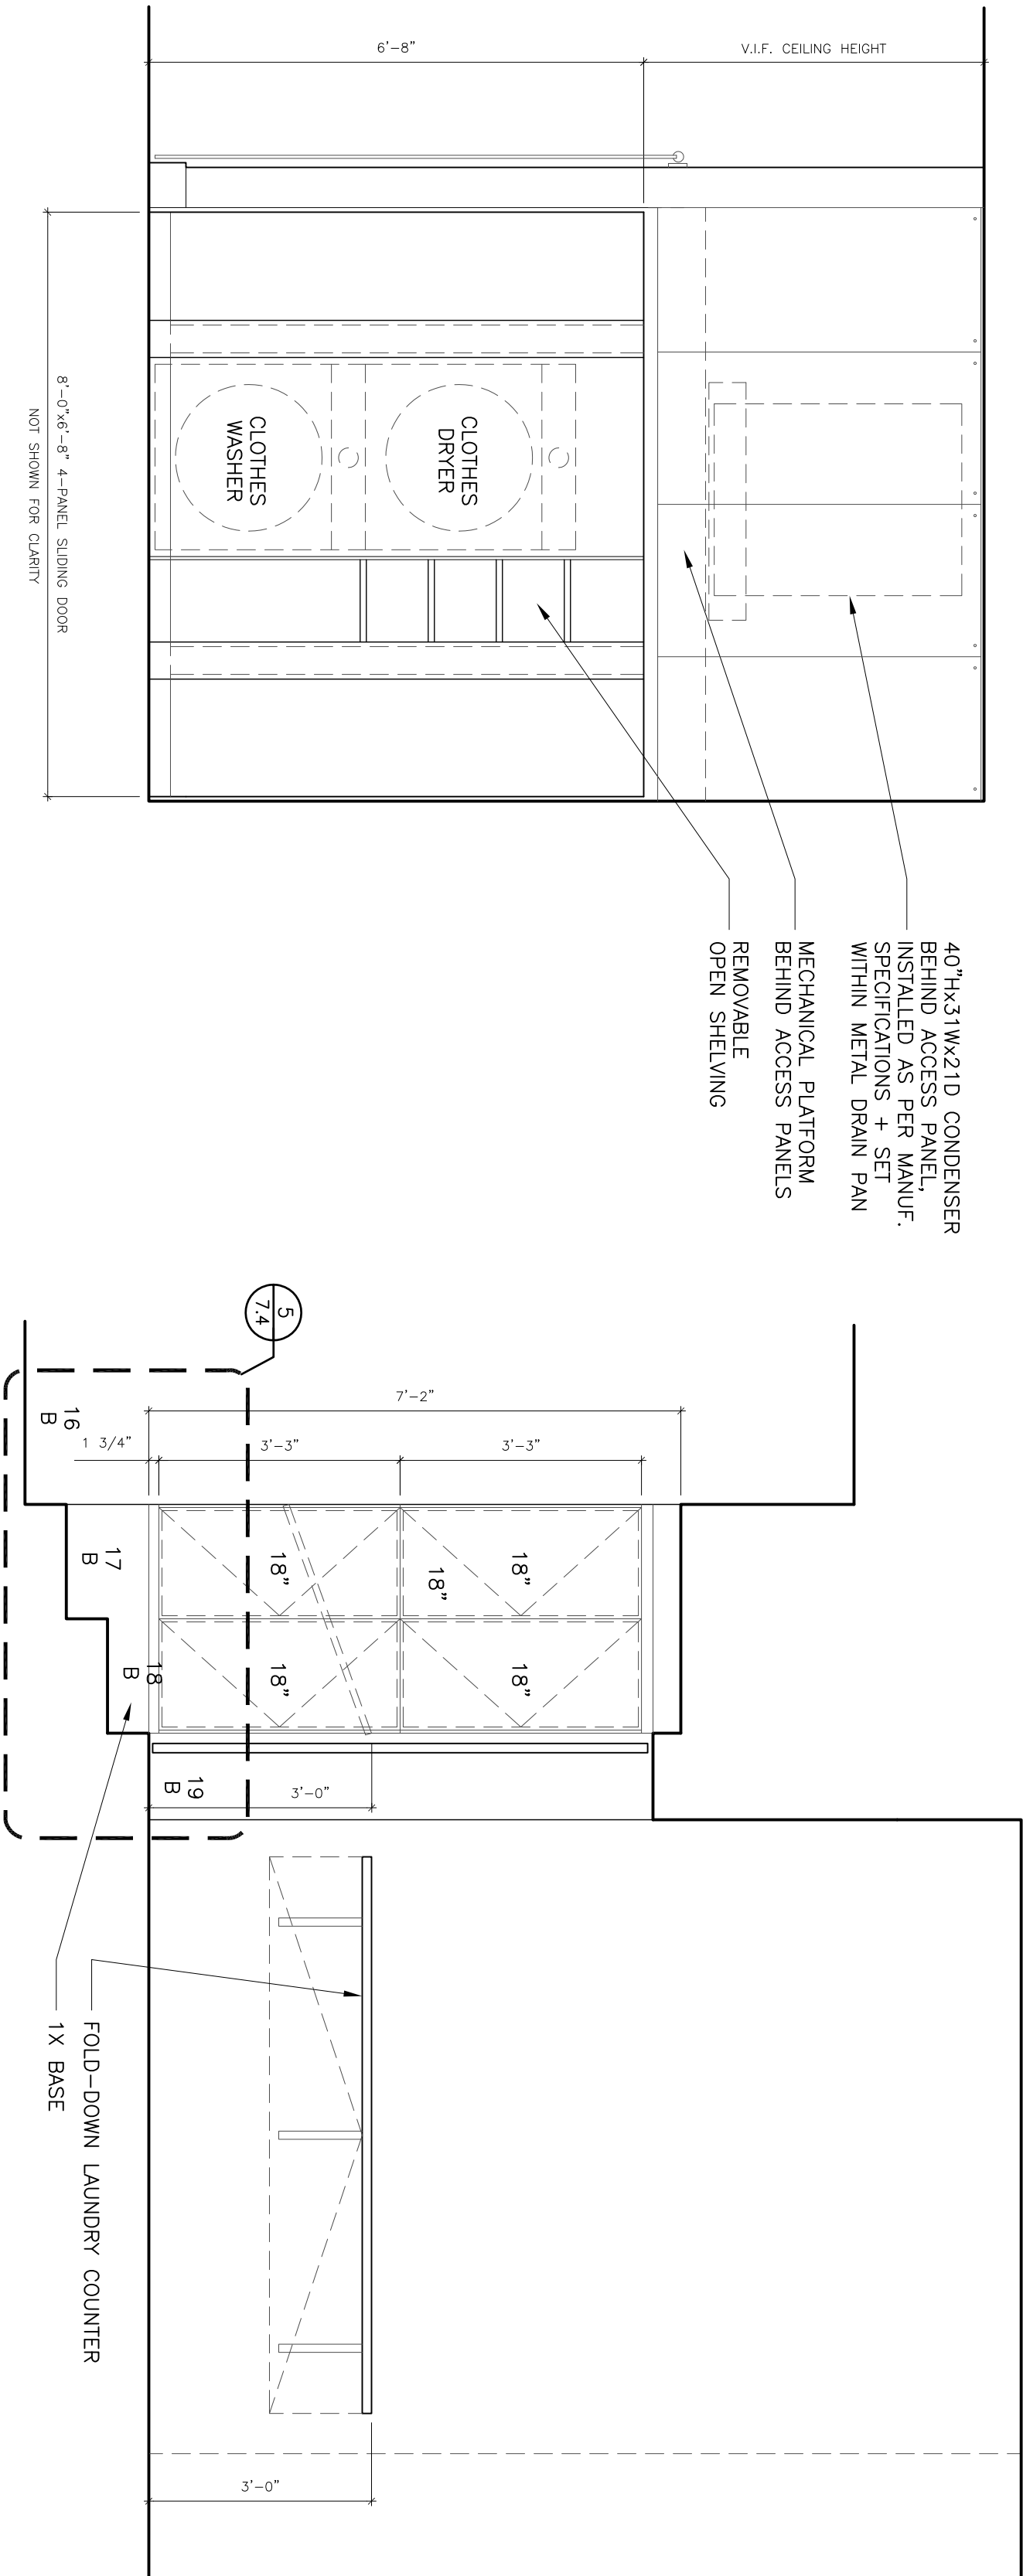 V.I.F. CEILING HEIGHT
6'-8"
40"Hx31Wx21D CONDENSER
BEHIND ACCESS PANEL,
INSTALLED AS PER MANUF.
SPECIFICATIONS + SET
WITHIN METAL DRAIN PAN
MECHANICAL PLATFORM
BEHIND ACCESS PANELS
REMOVABLE
OPEN SHELVING
CLOTHES
DRYER
CLOTHES
WASHER
8'-0"x6'-8" 4-PANEL SLIDING DOOR
NOT SHOWN FOR CLARITY
5
7.4
7'-2"
3'-3"
3'-3"
1 3/4"
18"
18"
18"
18"
18"
16
B
17
B
18
B
19
B
3'-0"
3'-0"
FOLD-DOWN LAUNDRY COUNTER
1X BASE